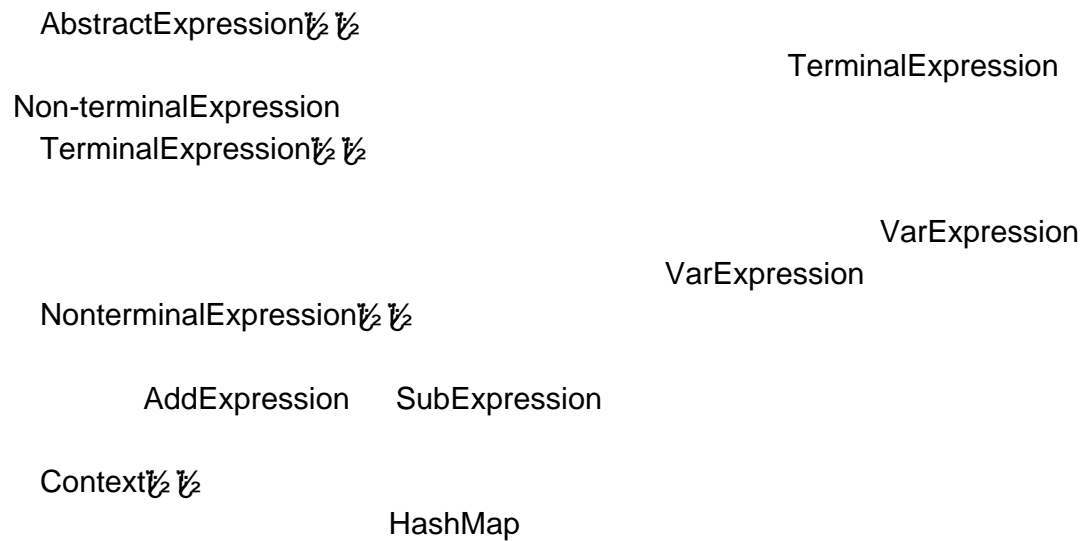 AbstractExpression
TerminalExpression
Non-terminalExpression
TerminalExpression
VarExpression
VarExpression
NonterminalExpression
AddExpression SubExpression
Context
HashMap